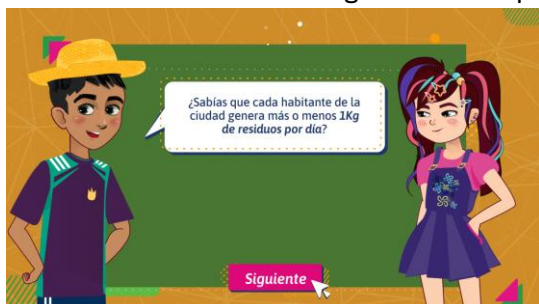 ¿Sabías que cada habitante de la
ciudad genera más o menos 1Kg
de residuos por día?
Siguiente